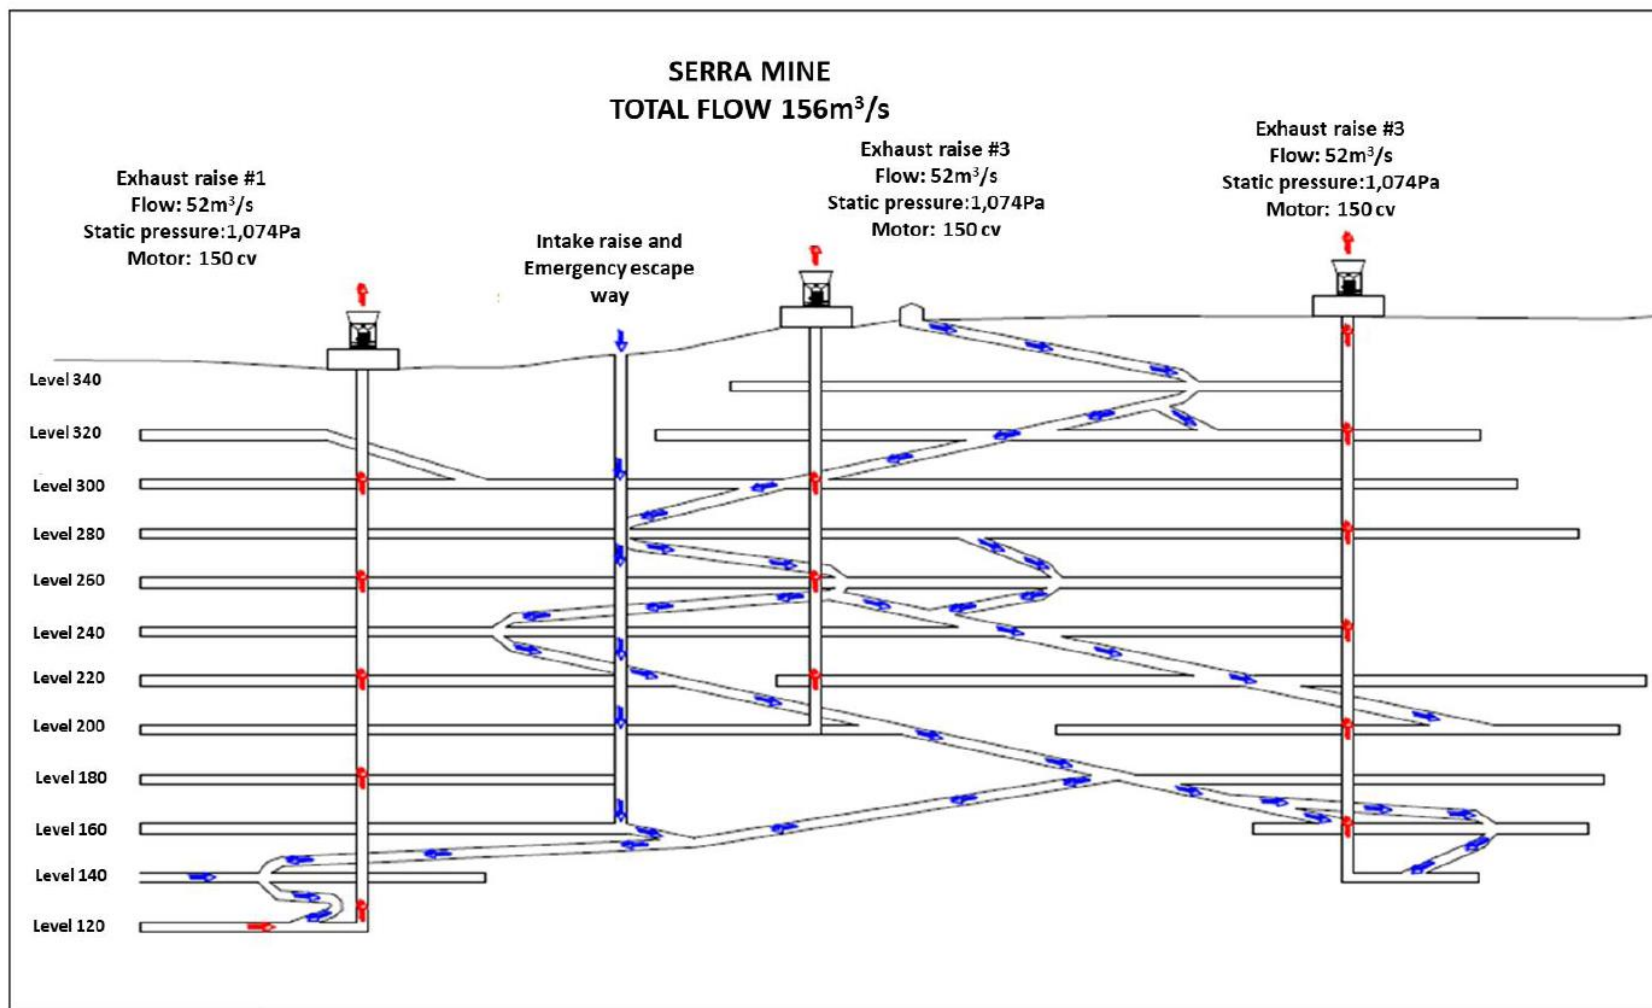 SERRA MINE
TOTAL FLOW 156m³/s
Exhaust raise #1
Flow: 52m³/s
Static pressure:1,074Pa
Motor: 150 cv
Intake raise and
Emergency escape
way
Exhaust raise #3
Flow: 52m³/s
Static pressure:1,074Pa
Motor: 150 cv
Exhaust raise #3
Flow: 52m³/s
Static pressure:1,074Pa
Motor: 150 cv
Level 340
Level 320
Level 300
Level 280
Level 260
Level 240
Level 220
Level 200
Level 180
Level 160
Level 140
Level 120